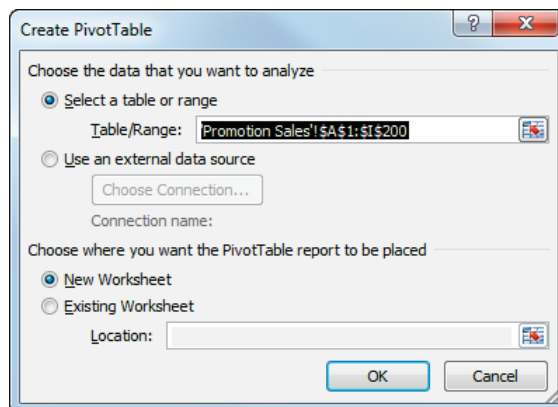 Create PivotTable
Choose the data that you want to analyze
Select a table or range
Table/Range: 'Promotion Sales'!$A$1:$I$200
Use an external data source
Choose Connection...
Connection name:
Choose where you want the PivotTable report to be placed
New Worksheet
Existing Worksheet
Location:
OK Cancel